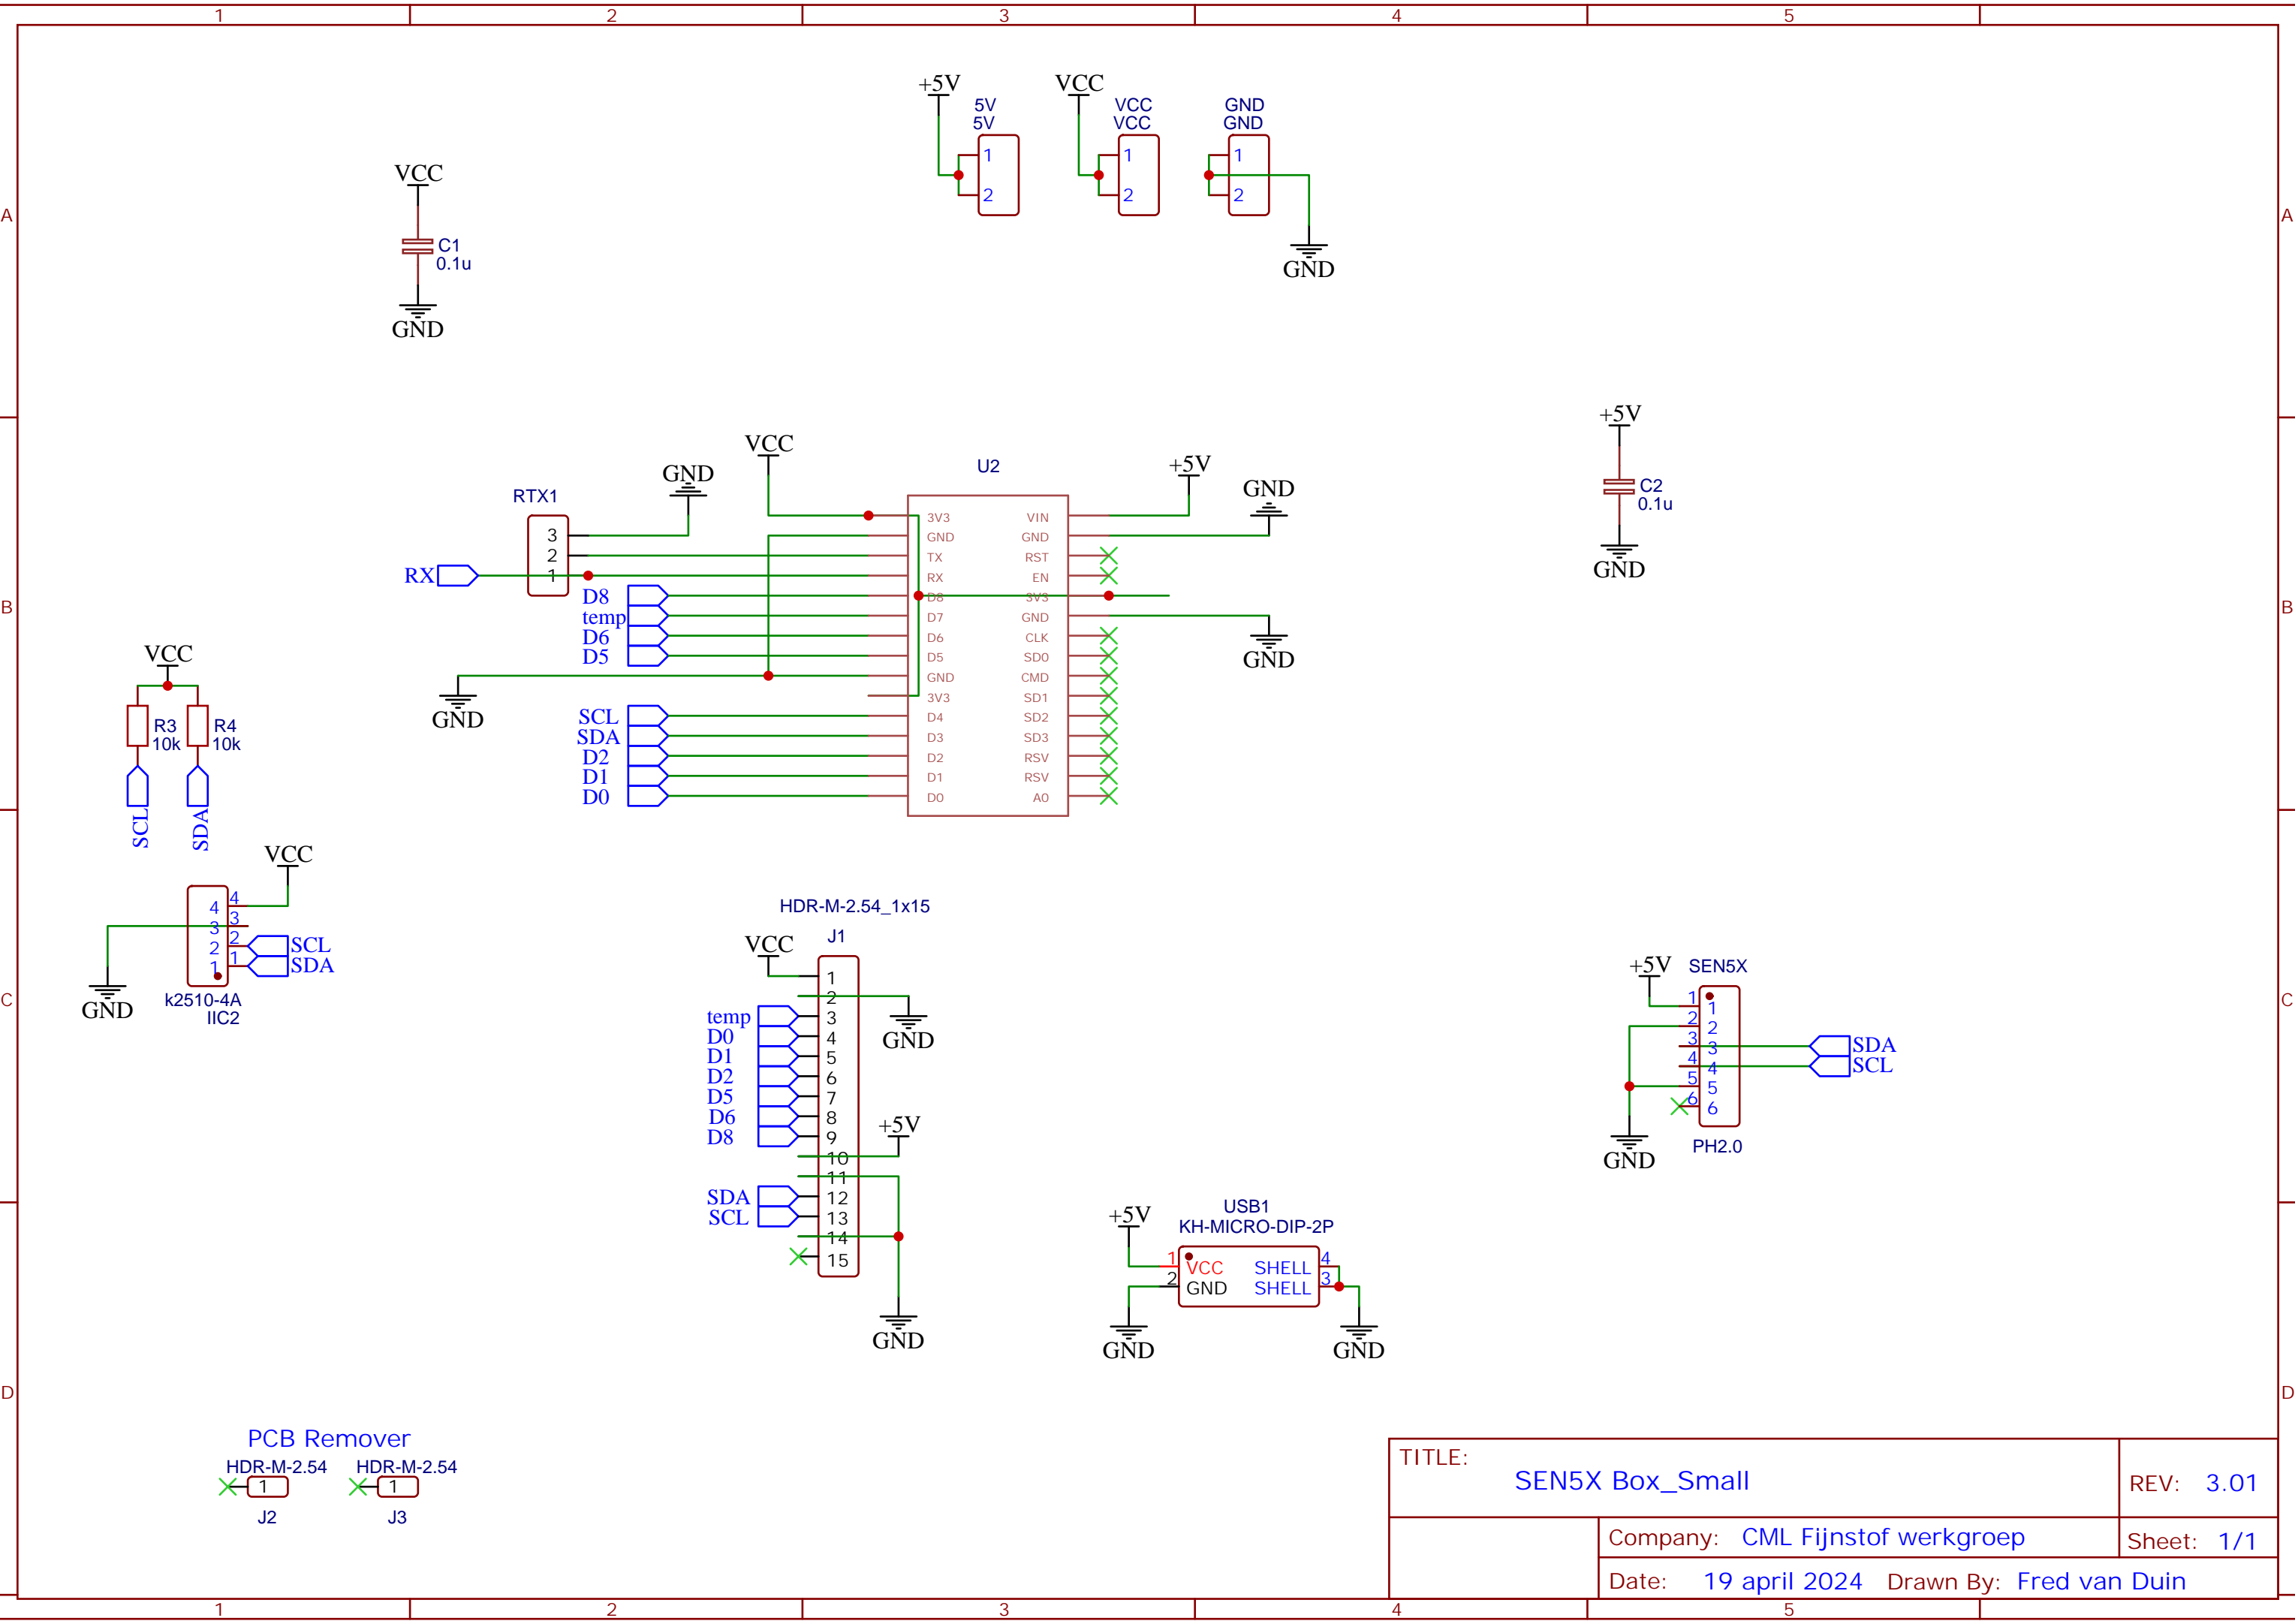 1 2 3 4 5
+5V VCC
5V VCC GND
5V VCC GND
1 1 1
2 2 2
GND
VCC
C1
0.1u
GND
A A
+5V
C2
0.1u
GND
VCC
GND
U2
+5V
GND
RTX1
3
2
1
RX
3V3 VIN
GND GND
TX RST
RX EN
D8 D8 3V3
temp D7 GND
D6 D6 CLK
D5 D5 SD0
GND CMD
3V3 SD1
SCL D4 SD2
SDA D3 SD3
D2 D2 RSV
D1 D1 RSV
D0 D0 A0
GND
GND
B B
VCC
R3 R4
10k 10k
SCL SDA
VCC
4 4
3 3
2 2 SCL
1 1 SDA
GND
k2510-4A
IIC2
HDR-M-2.54_1x15
J1
VCC
1
2
temp 3
GND
D0 4
D1 5
D2 6
D5 7
D6 8
D8 9
+5V
10
11
SDA 12
SCL 13
14
15
GND
C C
+5V SEN5X
1 1
2 2
3 3 SDA
4 4 SCL
5 5
6 6
GND
PH2.0
USB1
KH-MICRO-DIP-2P
+5V
1 VCC SHELL 4
2 GND SHELL 3
GND GND
D D
PCB Remover
HDR-M-2.54 HDR-M-2.54
1 1
J2 J3
TITLE:
SEN5X Box_Small
REV: 3.01
Company: CML Fijnstof werkgroep
Sheet: 1/1
Date: 19 april 2024 Drawn By: Fred van Duin
1 2 3 4 5